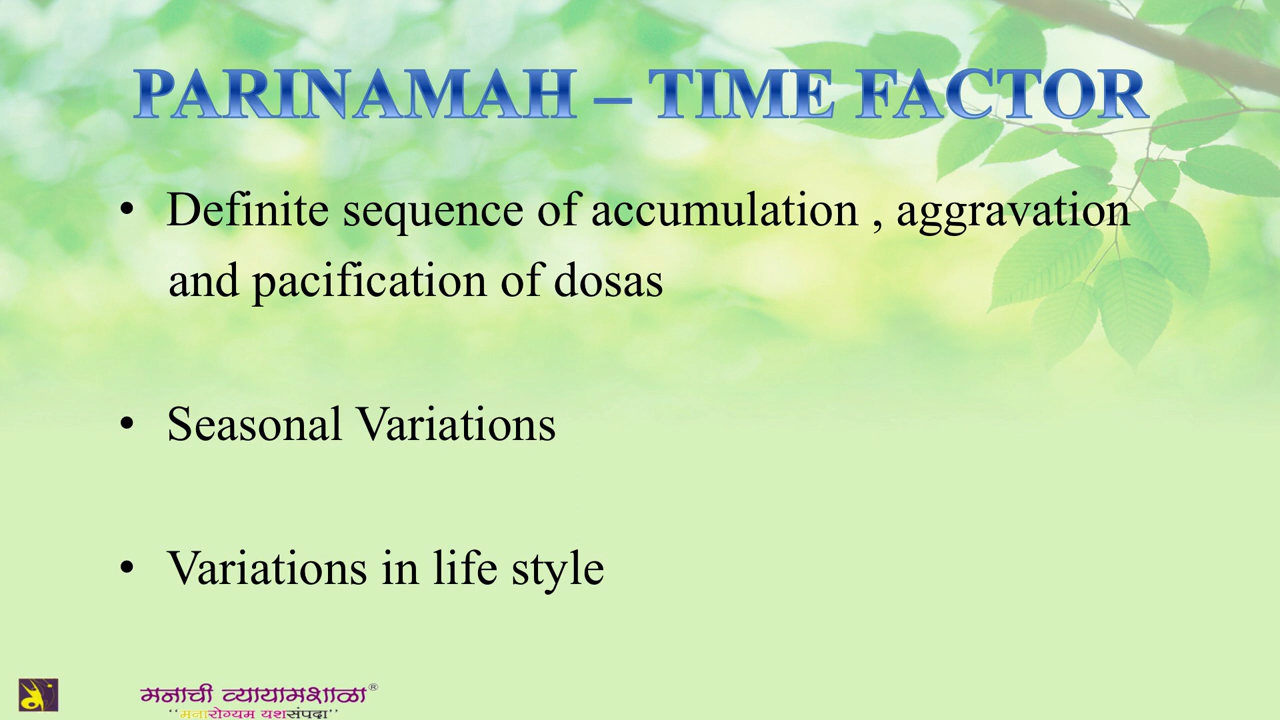 PARINAMAH – TIME FACTOR
• Definite sequence of accumulation , aggravation
and pacification of dosas
• Seasonal Variations
• Variations in life style
मनाची व्यायामशाळा®
‘‘मनारोग्यम यशसंपदा’’